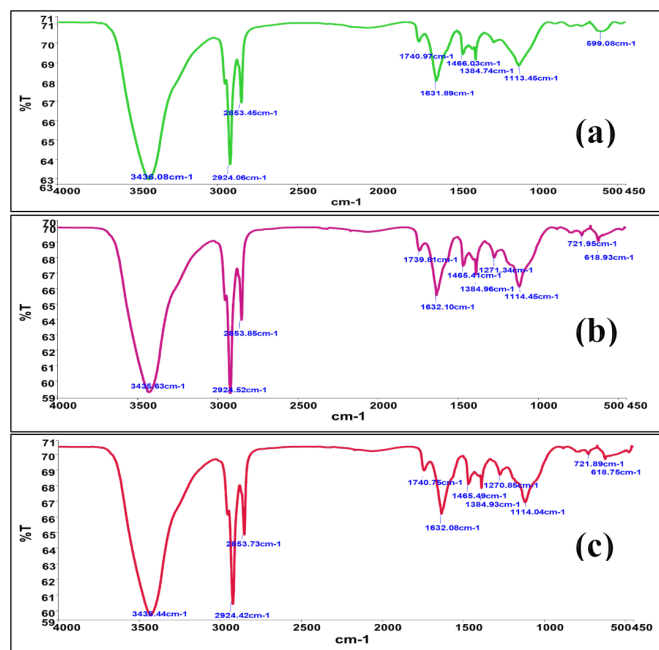 71
71
70
69
68
67
66
65
64
63
63
%T
3436.08cm-1
2924.06cm-1
2853.45cm-1
1740.97cm-1
1631.89cm-1
1466.03cm-1
1384.74cm-1
1113.45cm-1
599.08cm-1
(a)
4000 3500 3000 2500 2000 1500 1000 500 450
cm-1
70
70
69
68
67
66
65
64
63
62
61
60
59
%T
3435.63cm-1
2924.52cm-1
2853.85cm-1
1739.81cm-1
1632.10cm-1
1465.41cm-1
1384.96cm-1
1271.34cm-1
1114.45cm-1
721.95cm-1
618.93cm-1
(b)
4000 3500 3000 2500 2000 1500 1000 500 450
cm-1
71
70
69
68
67
66
65
64
63
62
61
60
59
%T
2924.42cm-1
2853.73cm-1
1740.75cm-1
1632.08cm-1
1465.49cm-1
1384.93cm-1
1270.85cm-1
1114.04cm-1
721.89cm-1
618.75cm-1
(c)
4000 3500 3000 2500 2000 1500 1000 500 450
cm-1